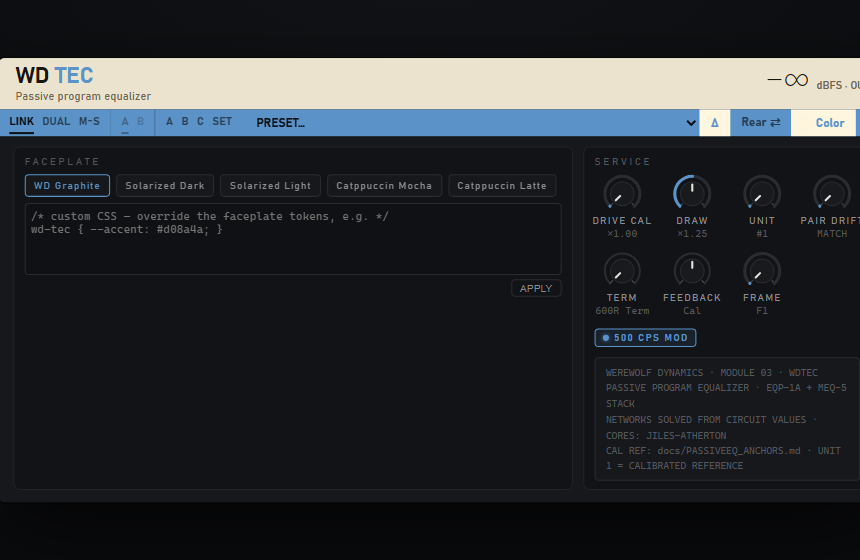 WD TEC
Passive program equalizer
—∞ dBFS · OU
LINK DUAL M-S A B A B C SET PRESET… Δ Rear ⇄ Color
FACEPLATE
WD Graphite Solarized Dark Solarized Light Catppuccin Mocha Catppuccin Latte
/* custom CSS — override the faceplate tokens, e.g. */
wd-tec { --accent: #d08a4a; }
APPLY
SERVICE
DRIVE CAL DRAW UNIT PAIR DRIFT
×1.00 ×1.25 #1 MATCH
TERM FEEDBACK FRAME
600R Term Cal F1
500 CPS MOD
WEREWOLF DYNAMICS · MODULE 03 · WDTEC
PASSIVE PROGRAM EQUALIZER · EQP-1A + MEQ-5
STACK
NETWORKS SOLVED FROM CIRCUIT VALUES ·
CORES: JILES-ATHERTON
CAL REF: docs/PASSIVEEQ_ANCHORS.md · UNIT
1 = CALIBRATED REFERENCE